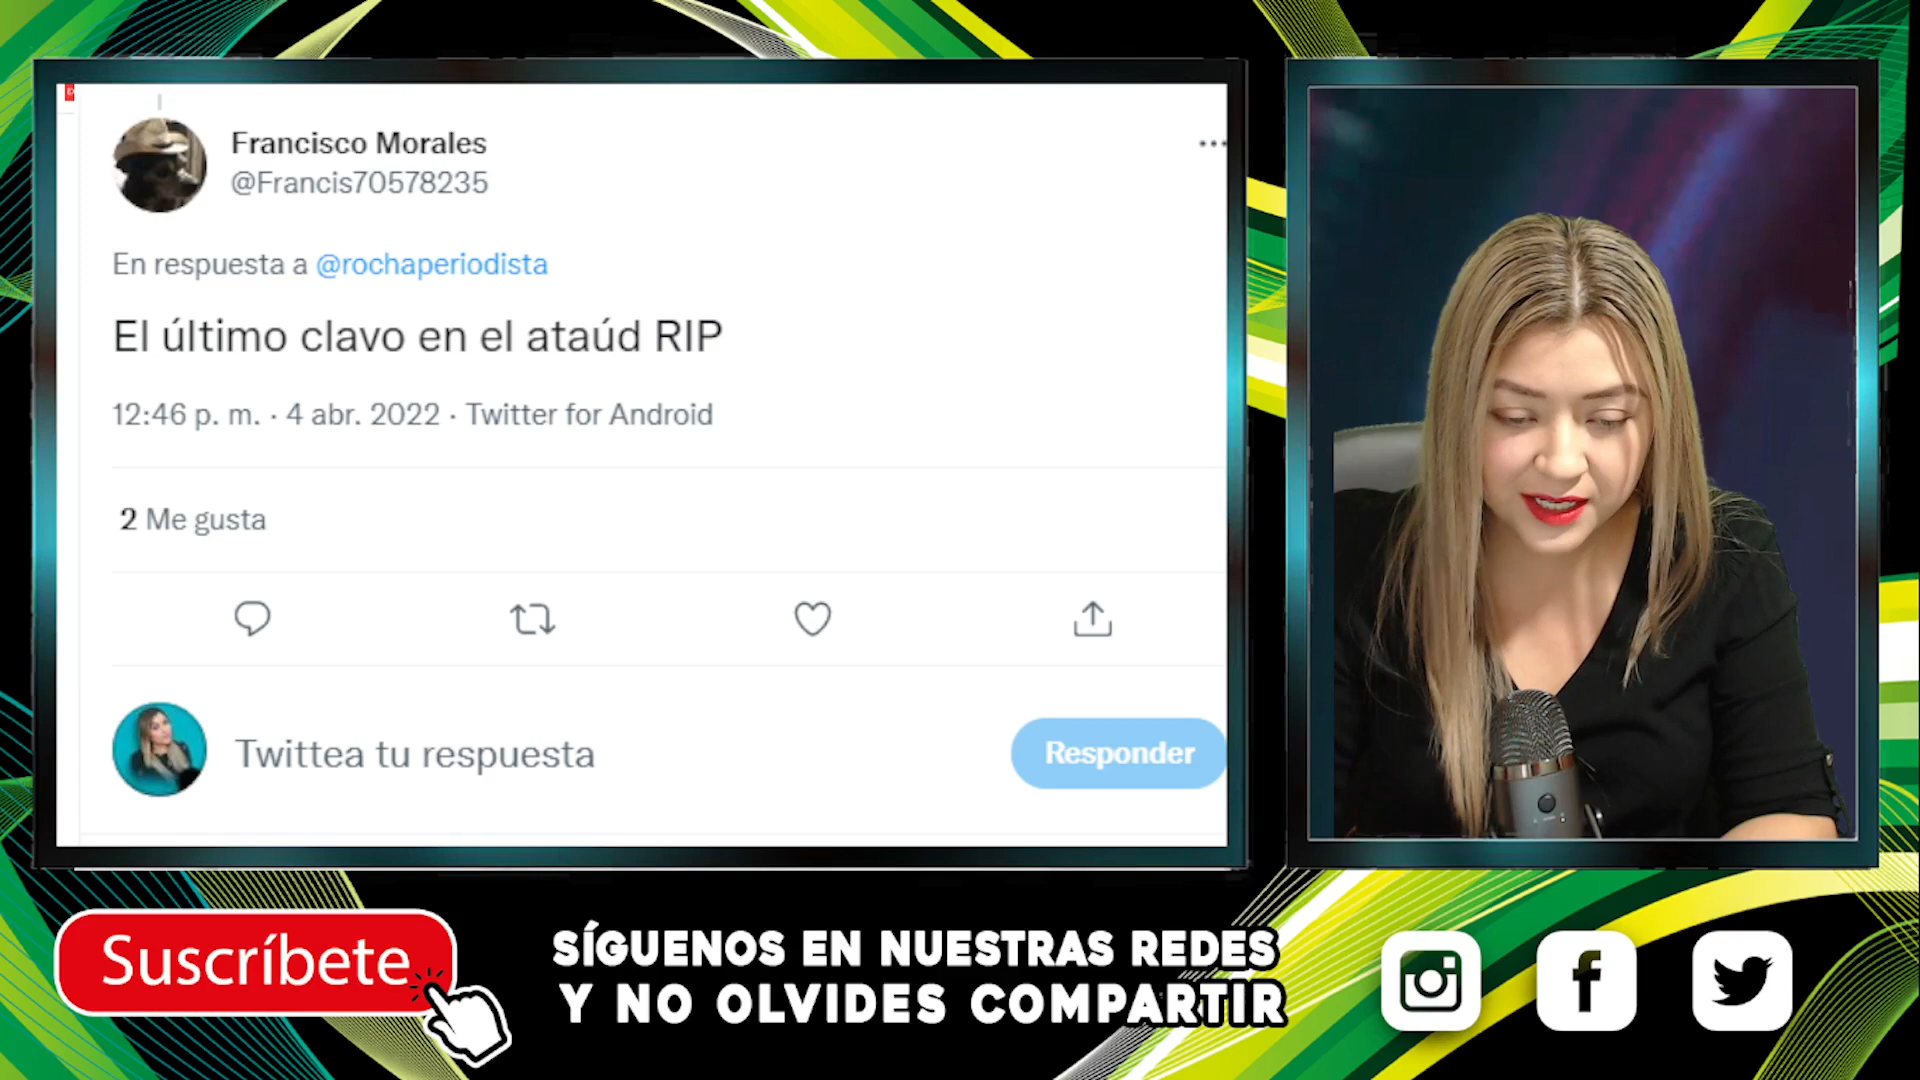 Francisco Morales
@Francis70578235
En respuesta a @rochaperiodista
El último clavo en el ataúd RIP
12:46 p. m. · 4 abr. 2022 · Twitter for Android
2 Me gusta
Twittea tu respuesta
Responder
Suscríbete
SÍGUENOS EN NUESTRAS REDES
Y NO OLVIDES COMPARTIR